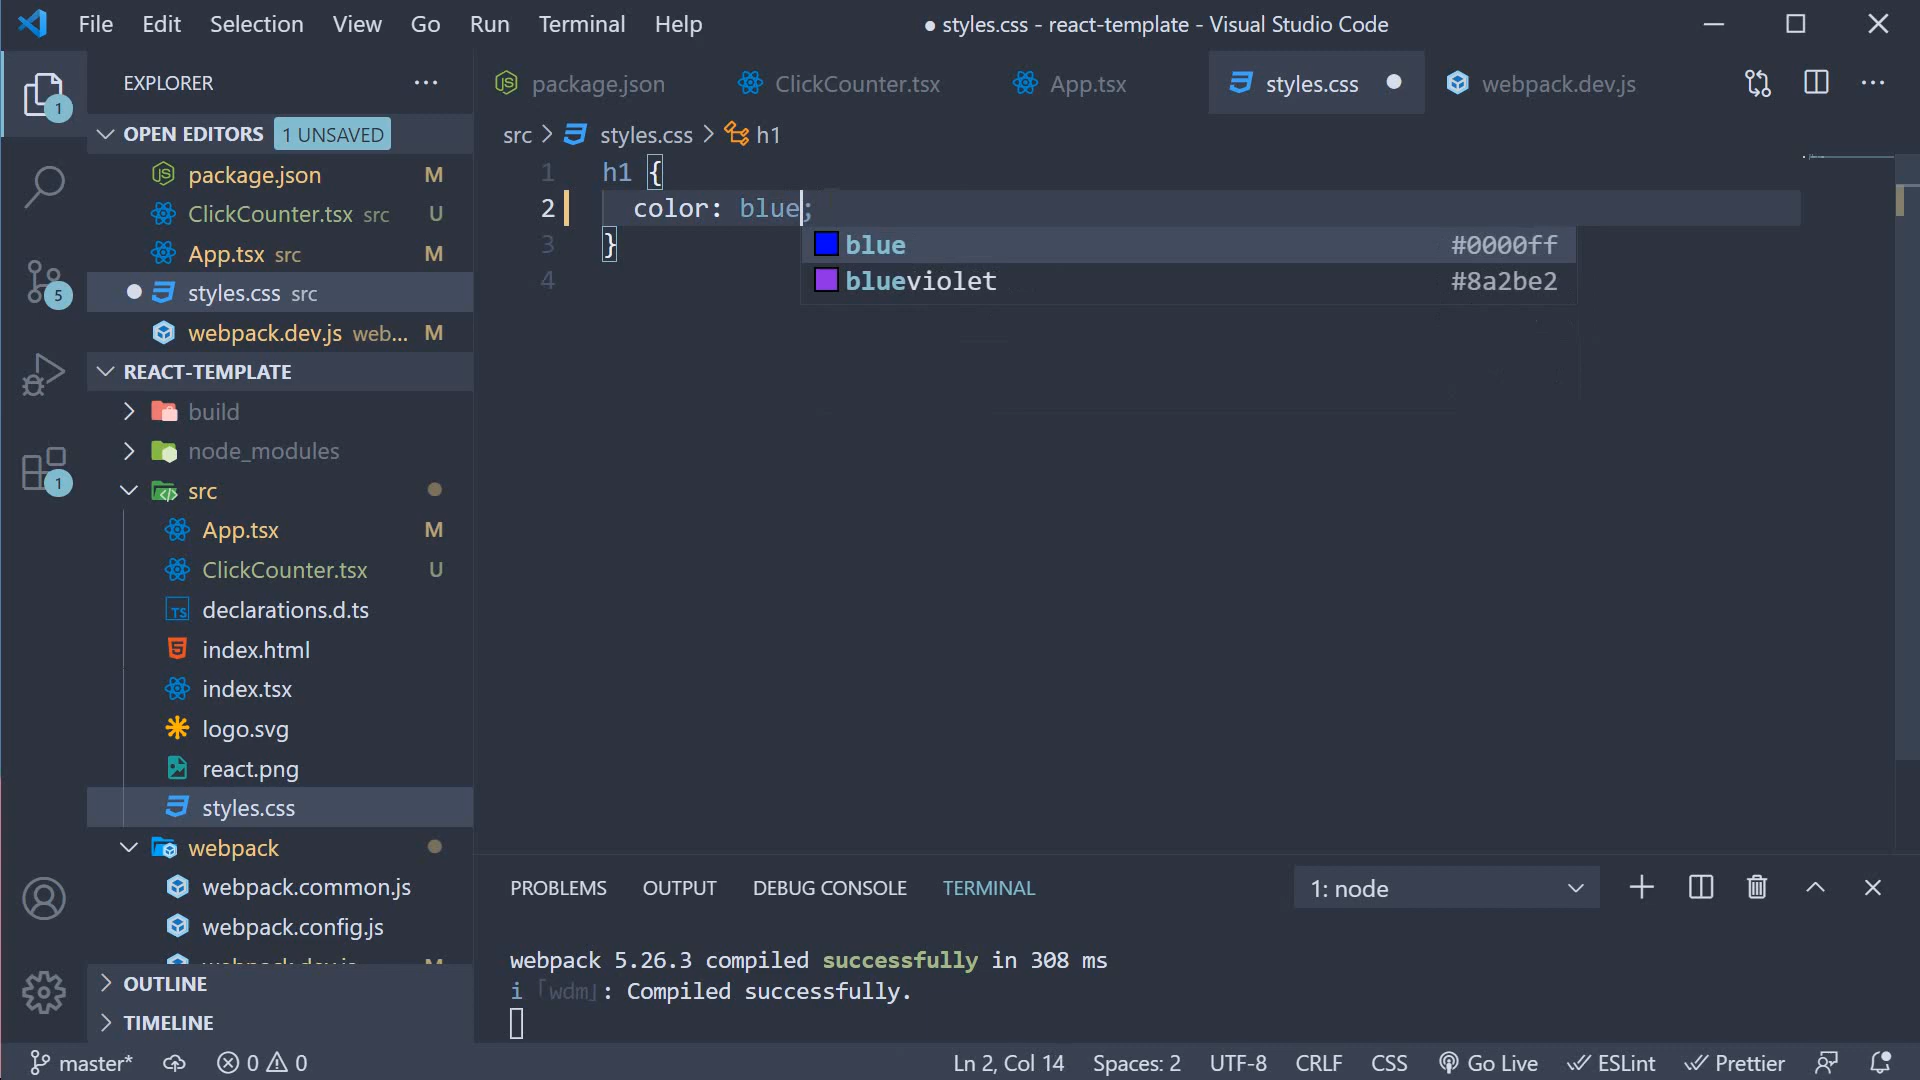 File Edit Selection View Go Run Terminal Help
● styles.css - react-template - Visual Studio Code
EXPLORER
OPEN EDITORS 1 UNSAVED
package.json M
ClickCounter.tsx src U
App.tsx src M
styles.css src
webpack.dev.js web... M
REACT-TEMPLATE
build
node_modules
src
App.tsx M
ClickCounter.tsx U
declarations.d.ts
index.html
index.tsx
logo.svg
react.png
styles.css
webpack
webpack.common.js
webpack.config.js
webpack.dev.js M
OUTLINE
TIMELINE
1
5
1
package.json ClickCounter.tsx App.tsx styles.css webpack.dev.js
src > styles.css > h1
1 h1 {
2 color: blue;
3 }
4
blue #0000ff
blueviolet #8a2be2
PROBLEMS OUTPUT DEBUG CONSOLE TERMINAL 1: node
webpack 5.26.3 compiled successfully in 308 ms
i ｢wdm｣: Compiled successfully.
master* 0 0 Ln 2, Col 14 Spaces: 2 UTF-8 CRLF CSS Go Live ESLint Prettier